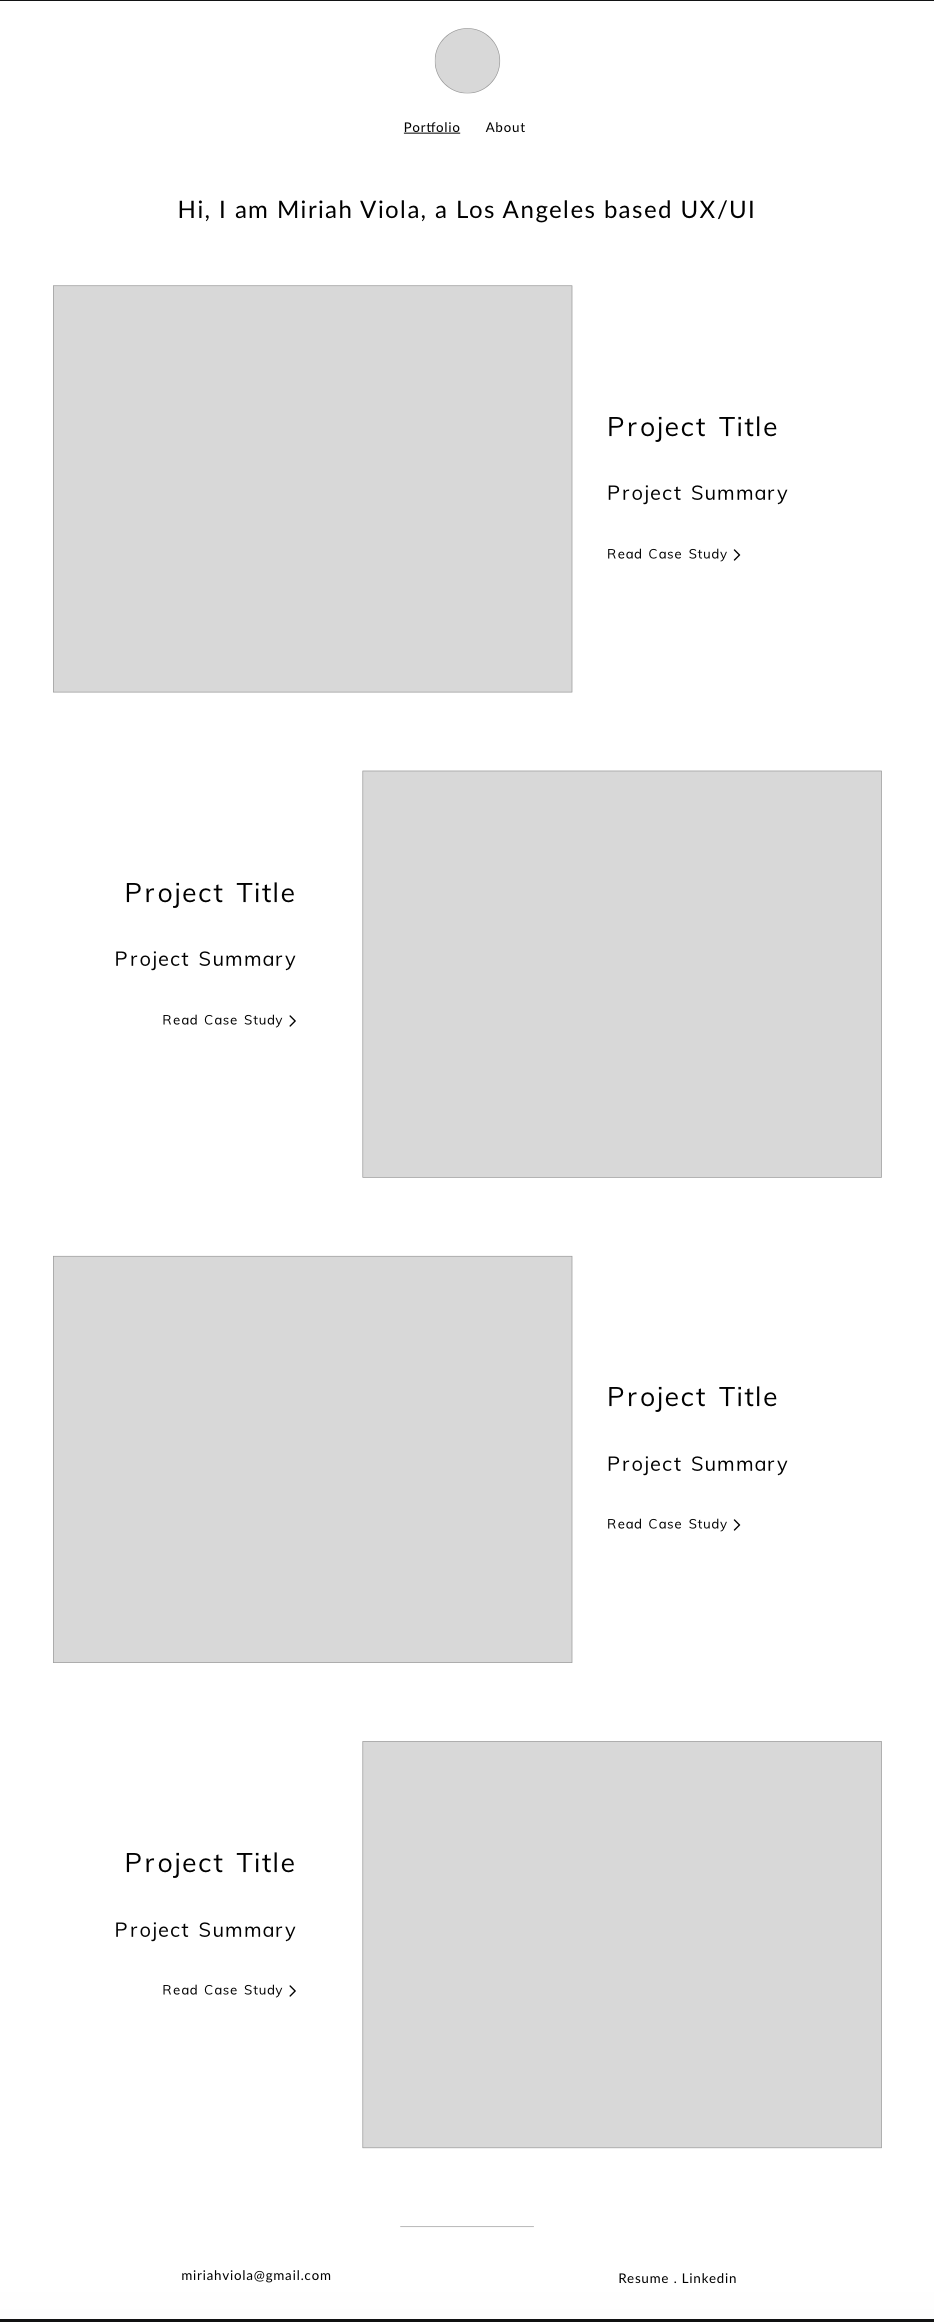 Portfolio About
Hi, I am Miriah Viola, a Los Angeles based UX/UI
Project Title
Project Summary
Read Case Study
Project Title
Project Summary
Read Case Study
Project Title
Project Summary
Read Case Study
Project Title
Project Summary
Read Case Study
miriahviola@gmail.com
Resume . Linkedin